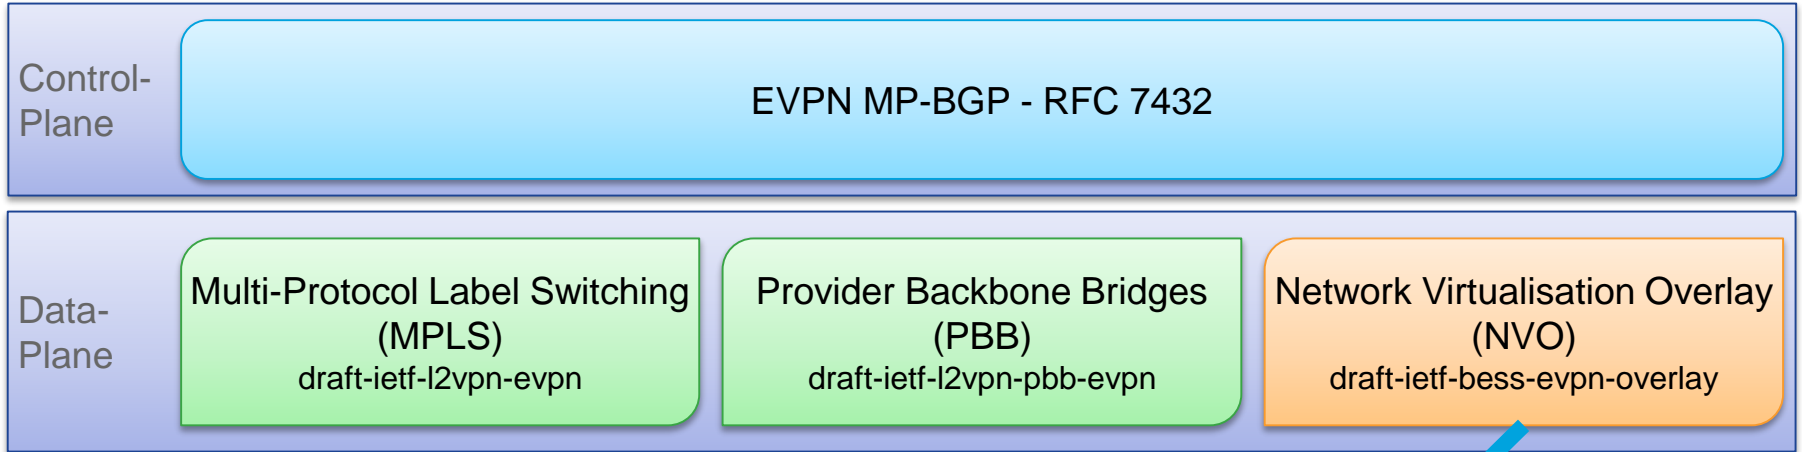 Control-
Plane
EVPN MP-BGP - RFC 7432
Data-
Plane
Multi-Protocol Label Switching
(MPLS)
draft-ietf-l2vpn-evpn
Provider Backbone Bridges
(PBB)
draft-ietf-l2vpn-pbb-evpn
Network Virtualisation Overlay
(NVO)
draft-ietf-bess-evpn-overlay